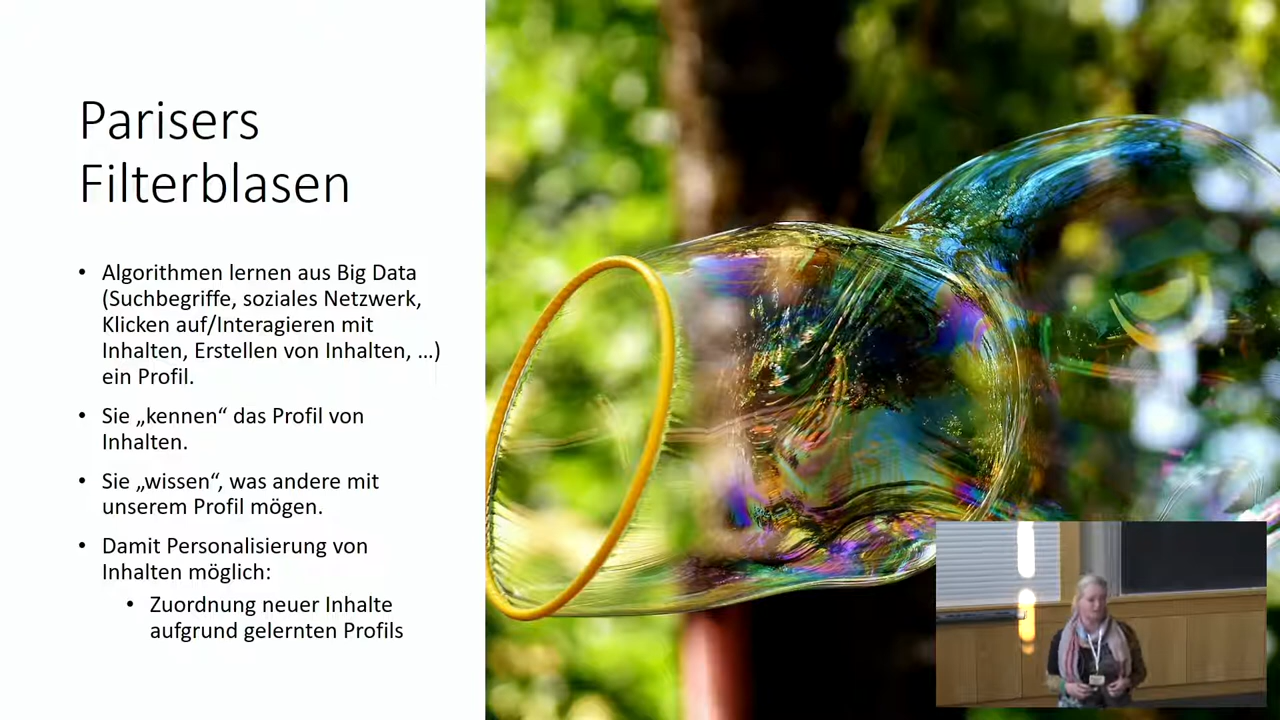 Parisers
Filterblasen
• Algorithmen lernen aus Big Data
(Suchbegriffe, soziales Netzwerk,
Klicken auf/Interagieren mit
Inhalten, Erstellen von Inhalten, …)
ein Profil.
• Sie „kennen“ das Profil von
Inhalten.
• Sie „wissen“, was andere mit
unserem Profil mögen.
• Damit Personalisierung von
Inhalten möglich:
• Zuordnung neuer Inhalte
aufgrund gelernten Profils